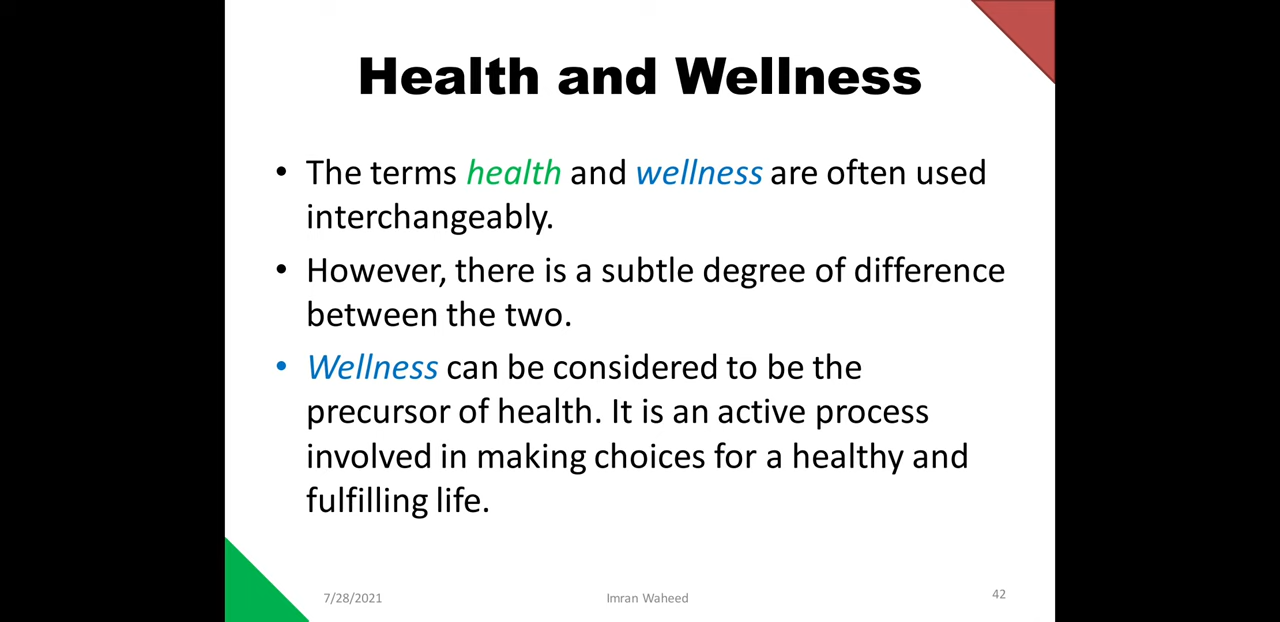 Health and Wellness
• The terms health and wellness are often used
interchangeably.
• However, there is a subtle degree of difference
between the two.
• Wellness can be considered to be the
precursor of health. It is an active process
involved in making choices for a healthy and
fulfilling life.
7/28/2021
Imran Waheed
42